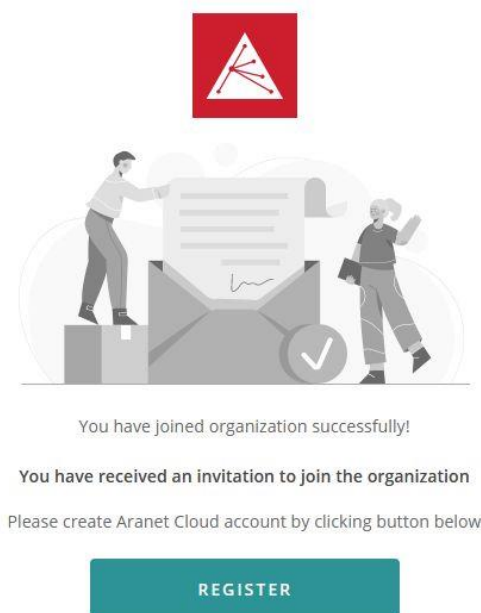 You have joined organization successfully!
You have received an invitation to join the organization
Please create Aranet Cloud account by clicking button below
REGISTER